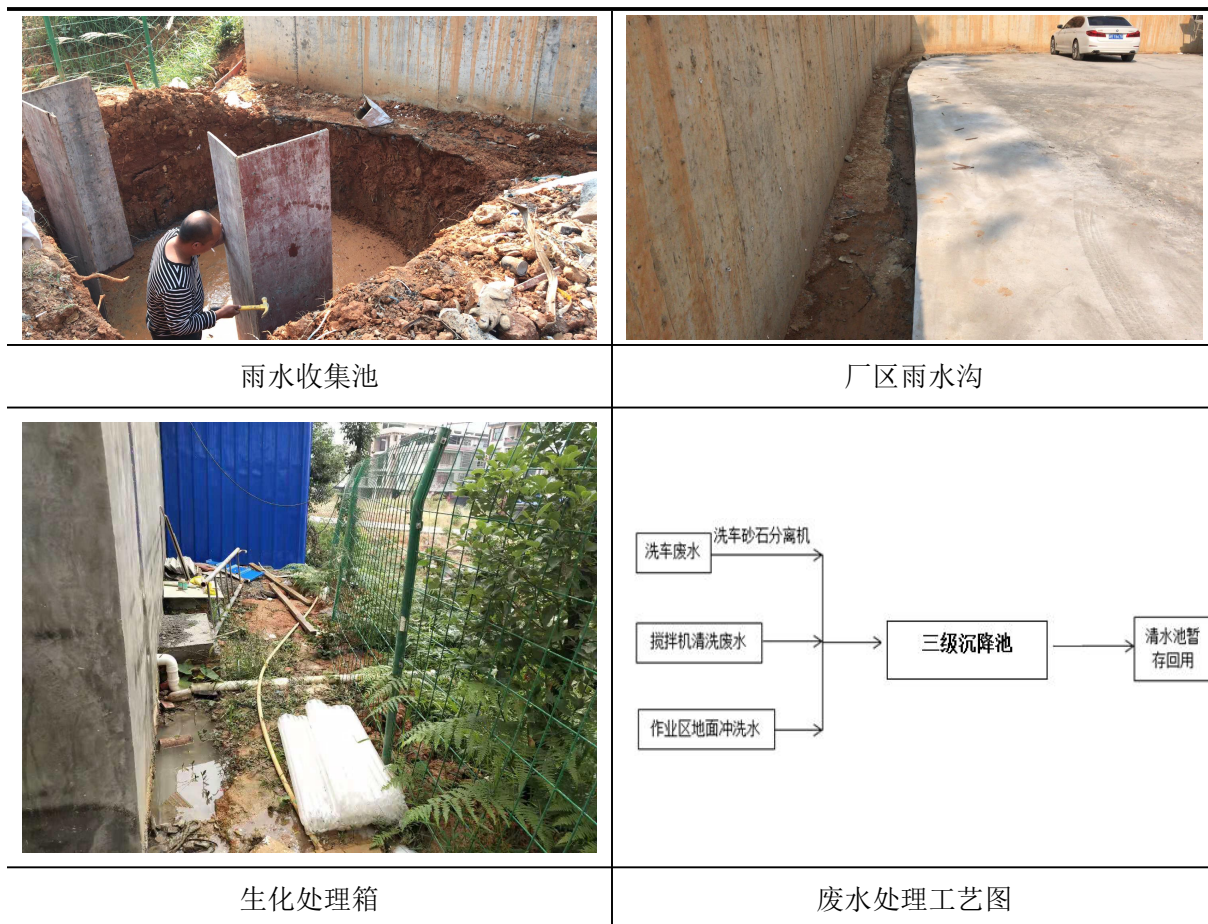 雨水收集池
厂区雨水沟
洗车废水
洗车砂石分离机
搅拌机清洗废水
三级沉降池
清水池暂
存回用
作业区地面冲洗水
生化处理箱
废水处理工艺图